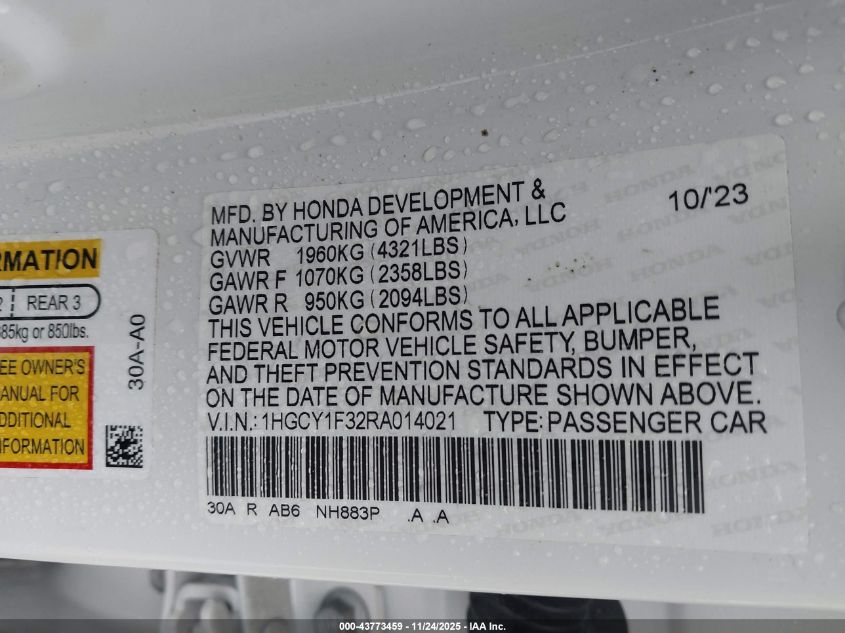 MFD. BY HONDA DEVELOPMENT &
MANUFACTURING OF AMERICA, LLC
10/'23
GVWR 1960KG (4321LBS)
GAWR F 1070KG (2358LBS)
GAWR R 950KG (2094LBS)
THIS VEHICLE CONFORMS TO ALL APPLICABLE
FEDERAL MOTOR VEHICLE SAFETY, BUMPER,
AND THEFT PREVENTION STANDARDS IN EFFECT
ON THE DATE OF MANUFACTURE SHOWN ABOVE.
V.I.N.: 1HGCY1F32RA014021 TYPE: PASSENGER CAR
30A R AB6 NH883P .A .A
RMATION
2 REAR 3
385kg or 850lbs.
EE OWNER'S
ANUAL FOR
DDITIONAL
NFORMATION
30A-A0
000-43773459 - 11/24/2025 - IAA Inc.